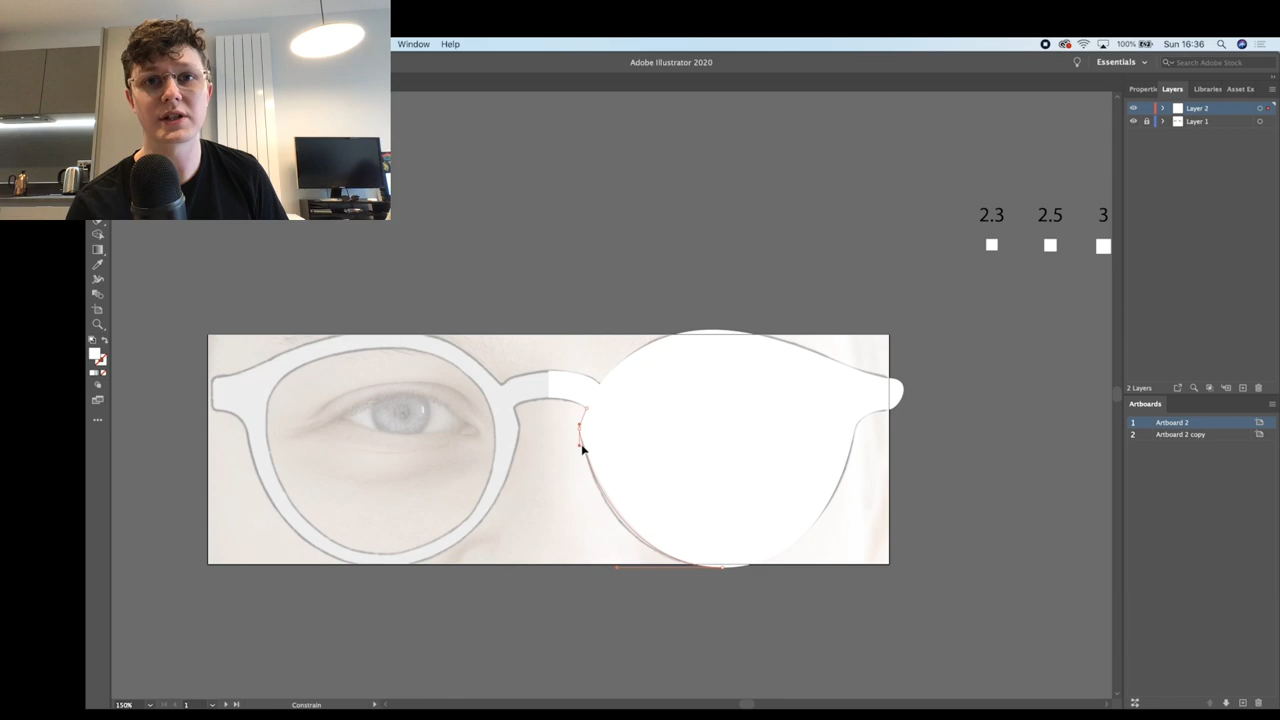 Window Help
100% Sun 16:36
Adobe Illustrator 2020
Essentials
Search Adobe Stock
Properti Layers Libraries Asset Ex
Layer 2
Layer 1
2.3 2.5 3
2 Layers
Artboards
1 Artboard 2
2 Artboard 2 copy
150% 1 Constrain